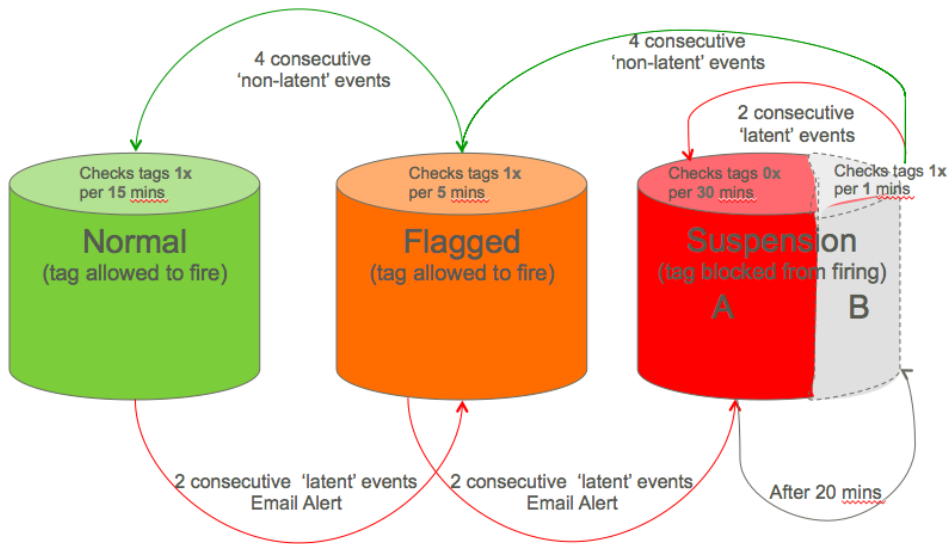 4 consecutive
'non-latent' events
4 consecutive
'non-latent' events
2 consecutive
'latent' events
Checks tags 1x
per 15 mins
Checks tags 1x
per 5 mins
Checks tags 0x
per 30 mins
Checks tags 1x
per 1 mins
Normal
(tag allowed to fire)
Flagged
(tag allowed to fire)
Suspension
(tag blocked from firing)
A
B
2 consecutive 'latent' events
Email Alert
2 consecutive 'latent' events
Email Alert
After 20 mins